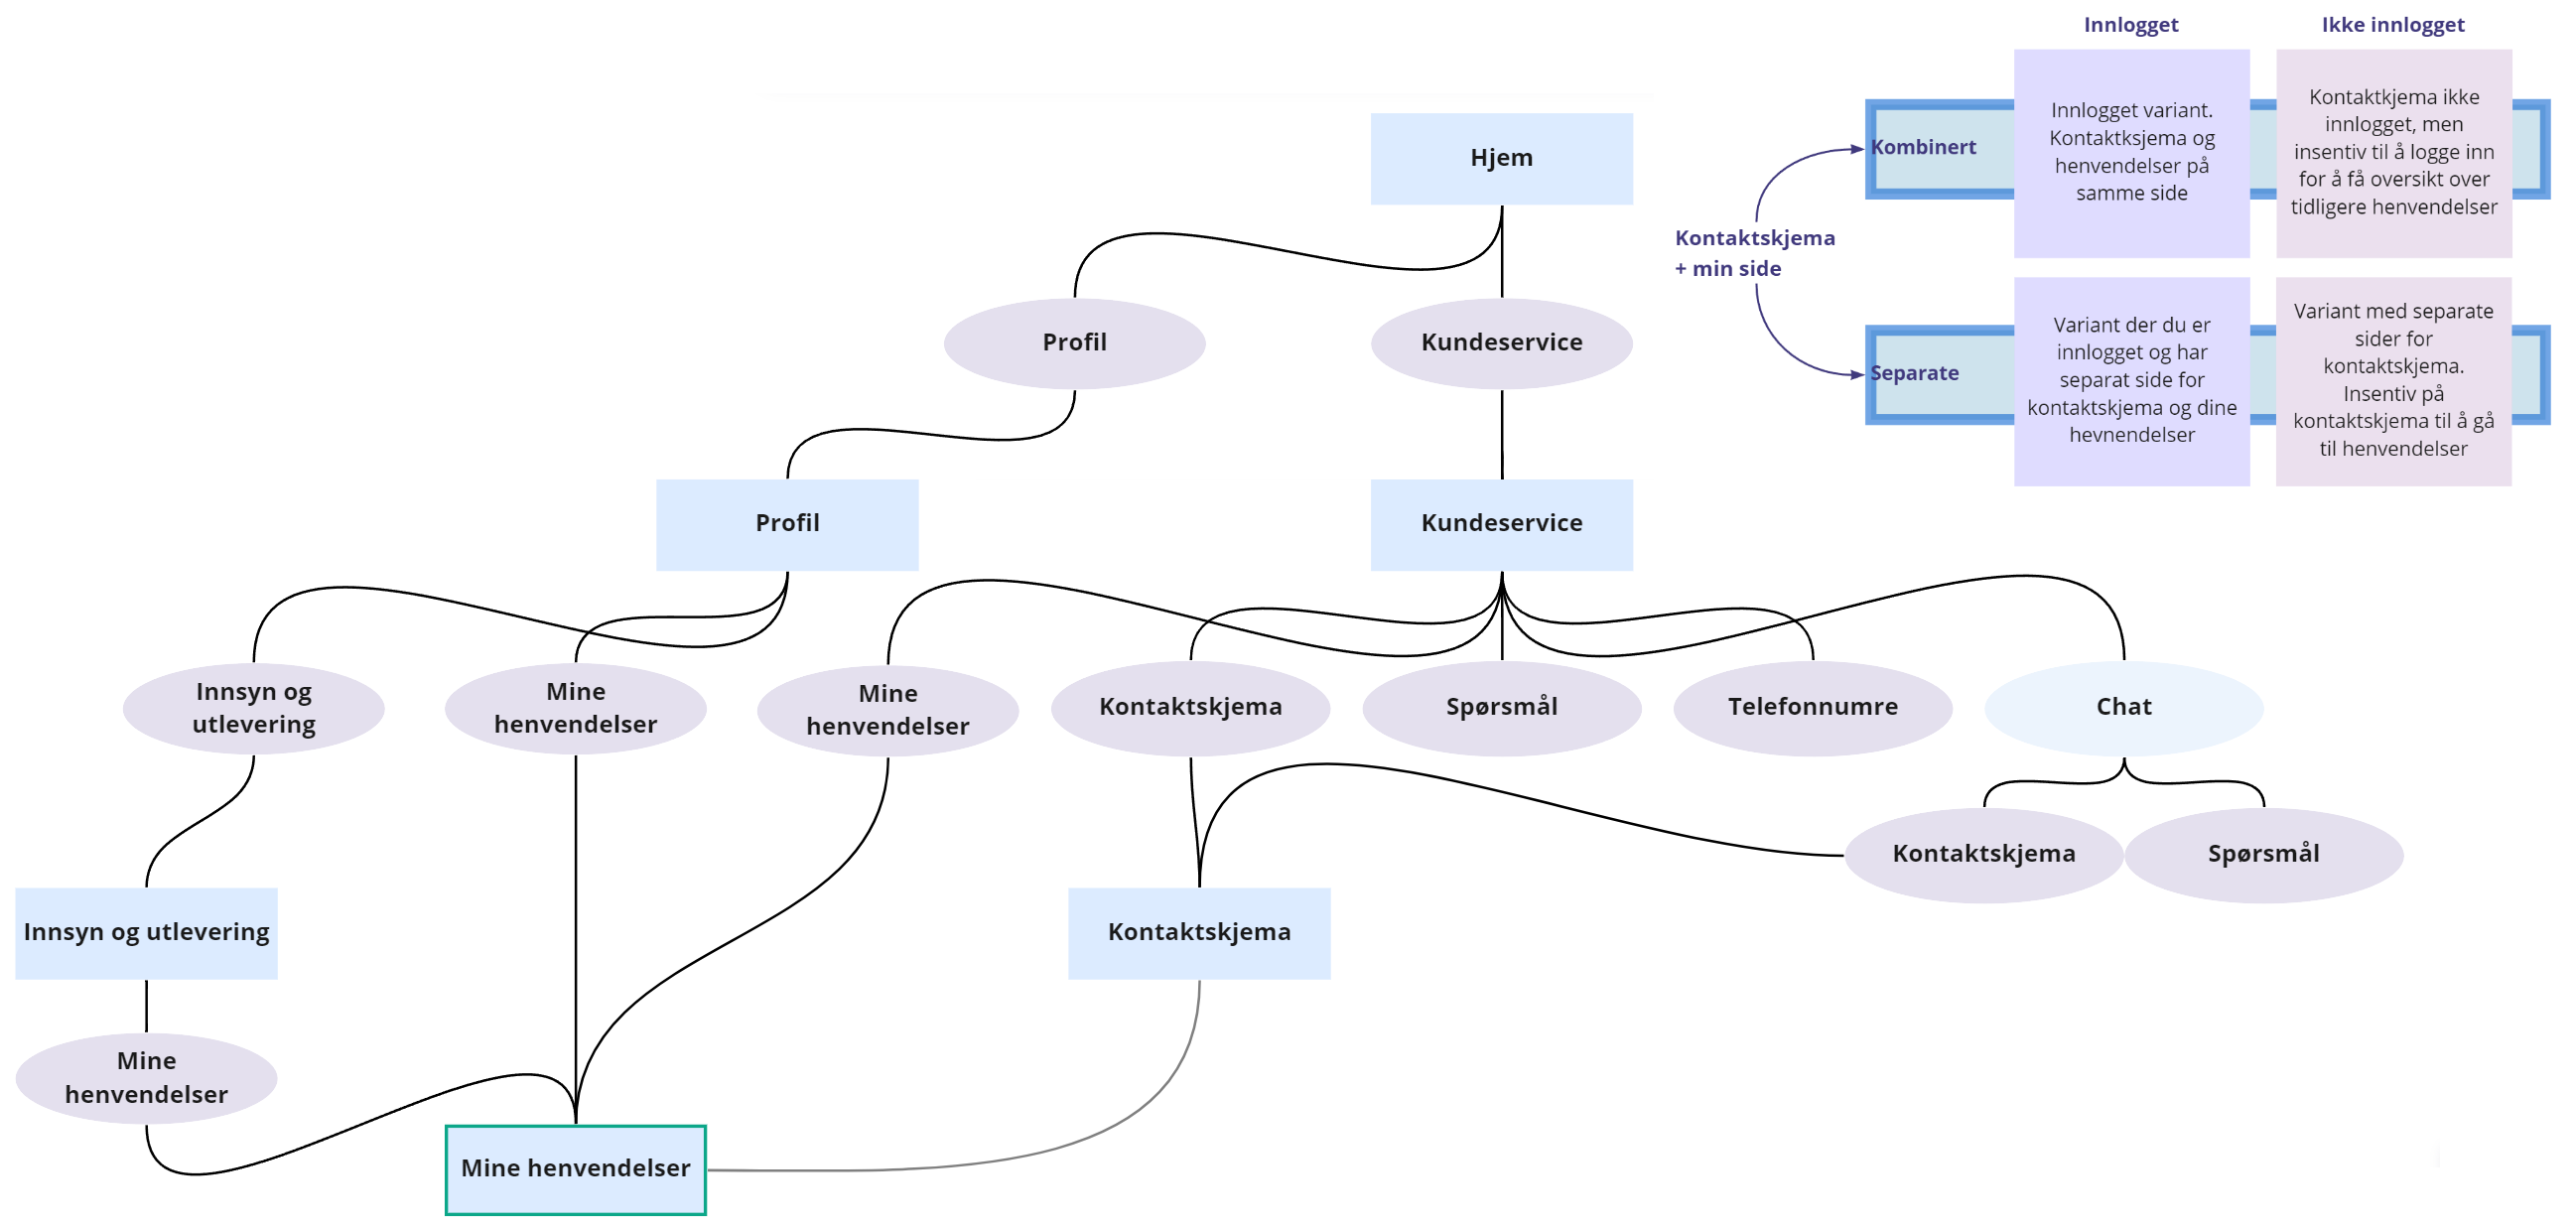 Innlogget
Ikke innlogget
Kombinert
Innlogget variant.
Kontaktksjema og
henvendelser på
samme side
Kontaktkjema ikke
innlogget, men
insentiv til å logge inn
for å få oversikt over
tidligere henvendelser
Kontaktskjema
+ min side
Separate
Variant der du er
innlogget og har
separat side for
kontaktskjema og dine
hevnendelser
Variant med separate
sider for
kontaktskjema.
Insentiv på
kontaktskjema til å gå
til henvendelser
Hjem
Profil
Kundeservice
Profil
Kundeservice
Innsyn og
utlevering
Mine
henvendelser
Mine
henvendelser
Kontaktskjema
Spørsmål
Telefonnumre
Chat
Kontaktskjema
Spørsmål
Innsyn og utlevering
Kontaktskjema
Mine
henvendelser
Mine henvendelser